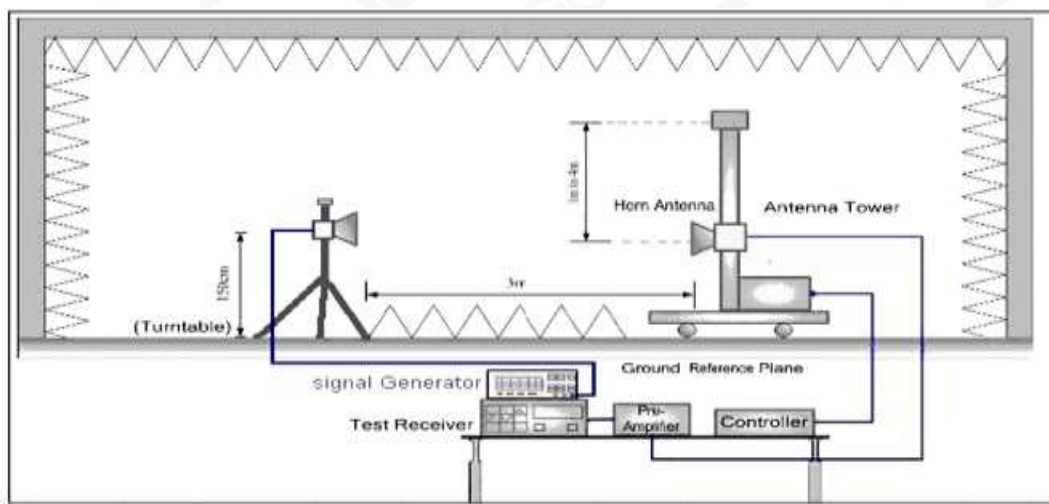 1m to 4m
Horn Antenna
Antenna Tower
150cm
3m
(Turntable)
Ground Reference Plane
signal Generator
Test Receiver
Pre-
Amplifier
Controller